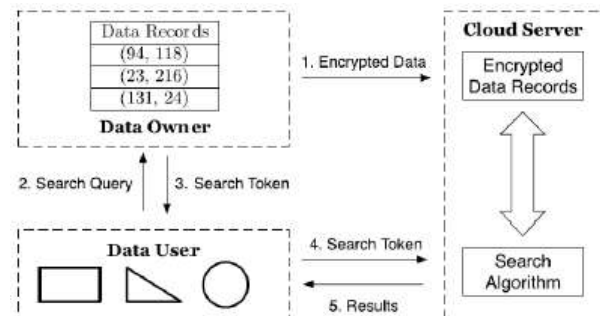 Data Records
(94, 118)
(23, 216)
(131, 24)
Data Owner
1. Encrypted Data
Cloud Server
Encrypted
Data Records
2. Search Query
3. Search Token
Data User
4. Search Token
5. Results
Search
Algorithm